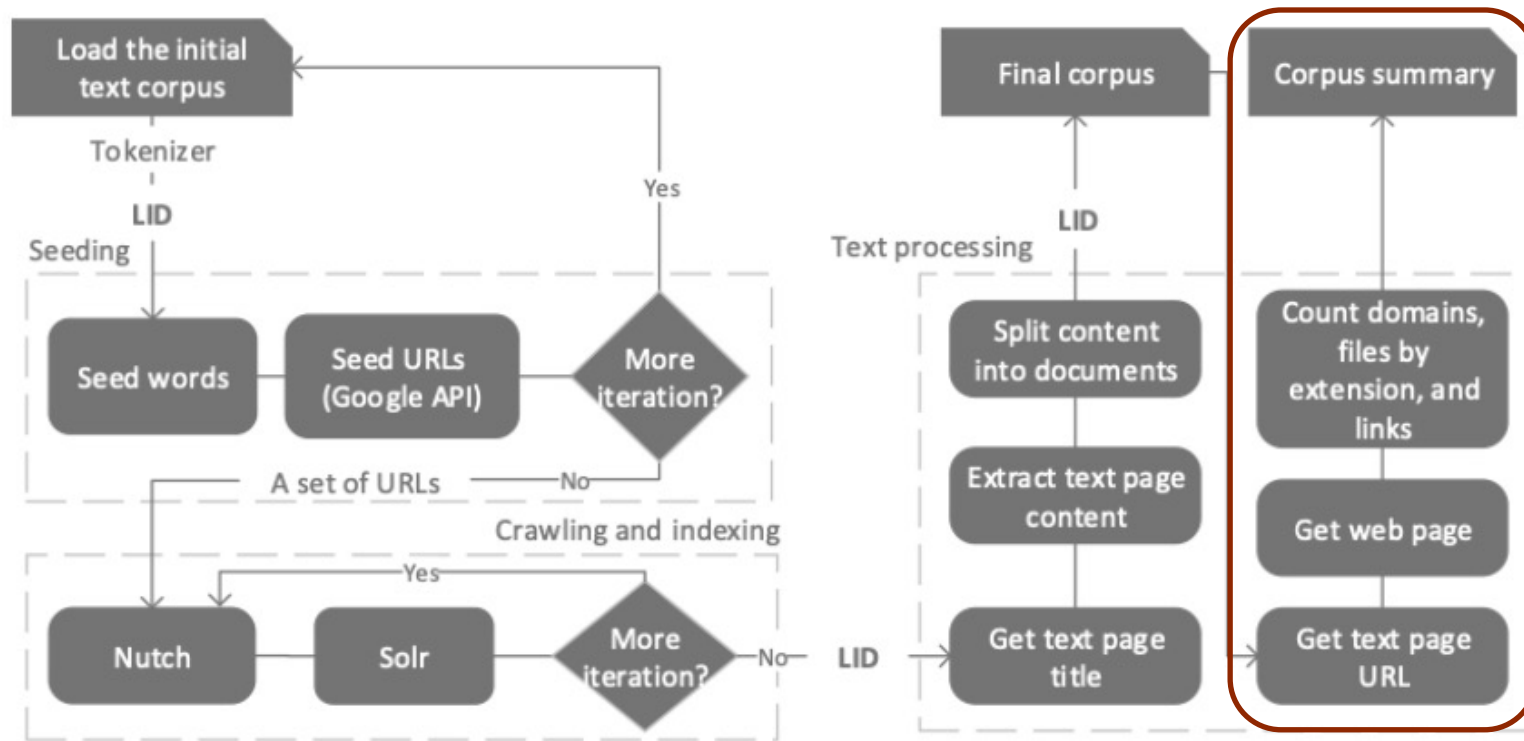 Load the initial
text corpus
Tokenizer
LID
Seeding
Seed words
Seed URLs
(Google API)
More
iteration?
Yes
No
A set of URLs
Crawling and indexing
Yes
Nutch
Solr
More
iteration?
No
LID
Text processing
Get text page
title
Extract text page
content
Split content
into documents
LID
Final corpus
Get text page
URL
Get web page
Count domains,
files by
extension, and
links
Corpus summary